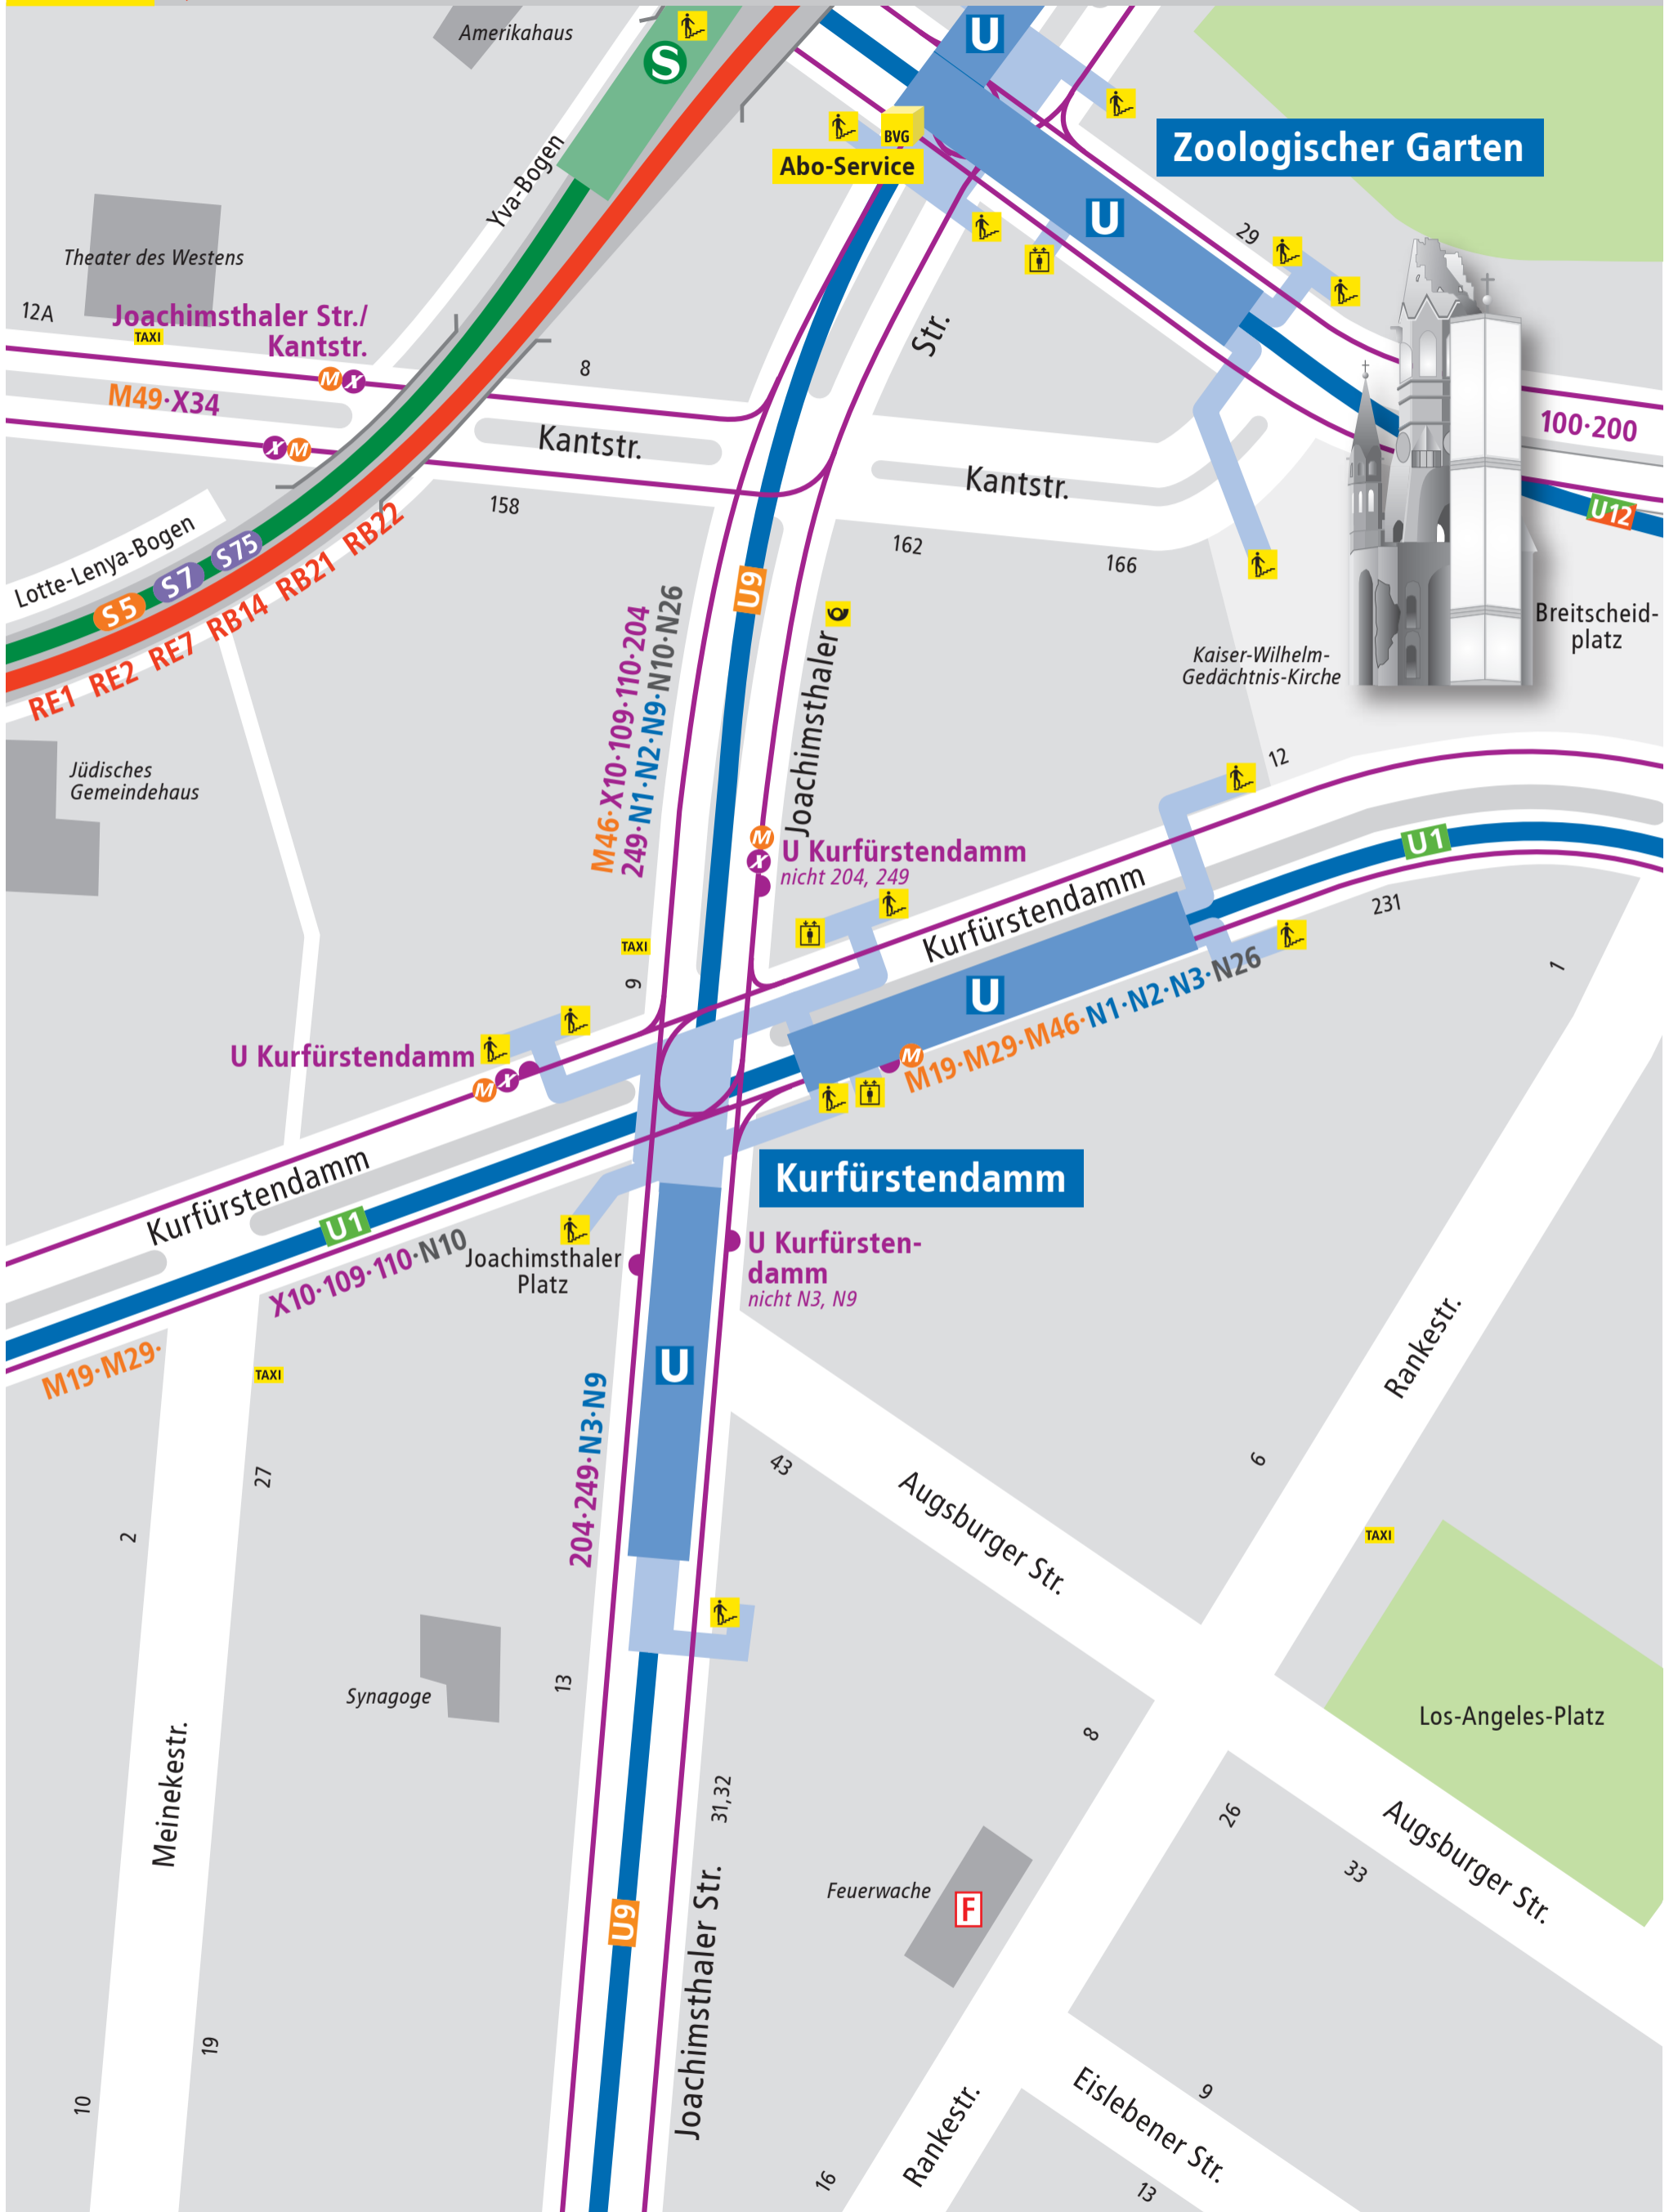 Amerikahaus
S
U
BVG
Abo-Service
Zoologischer Garten
U
Yva-Bogen
Theater des Westens
29
12A
Joachimsthaler Str./
Kantstr.
TAXI
M X
M49·X34
X M
8
Str.
Kantstr.
Kantstr.
100·200
U12
158
162
166
Lotte-Lenya-Bogen
S5
S7
S75
RE1 RE2 RE7 RB14 RB21 RB22
U9
M46·X10·109·110·204
249·N1·N2·N9·N10·N26
Joachimsthaler
Breitscheid-
platz
Kaiser-Wilhelm-
Gedächtnis-Kirche
Jüdisches
Gemeindehaus
12
M
X
U Kurfürstendamm
nicht 204, 249
U1
231
Kurfürstendamm
TAXI
9
1
U
M
M19·M29·M46·N1·N2·N3·N26
U Kurfürstendamm
M X
Kurfürstendamm
Kurfürstendamm
U1
X10·109·110·N10
M19·M29·
Joachimsthaler
Platz
U Kurfürsten-
damm
nicht N3, N9
U
TAXI
Rankestr.
204·249·N3·N9
27
2
43
6
Augsburger Str.
TAXI
Synagoge
13
Los-Angeles-Platz
8
Meinekestr.
31,32
26
33
Augsburger Str.
Feuerwache
F
U9
Joachimsthaler Str.
19
10
Rankestr.
Eislebener Str.
9
16
13